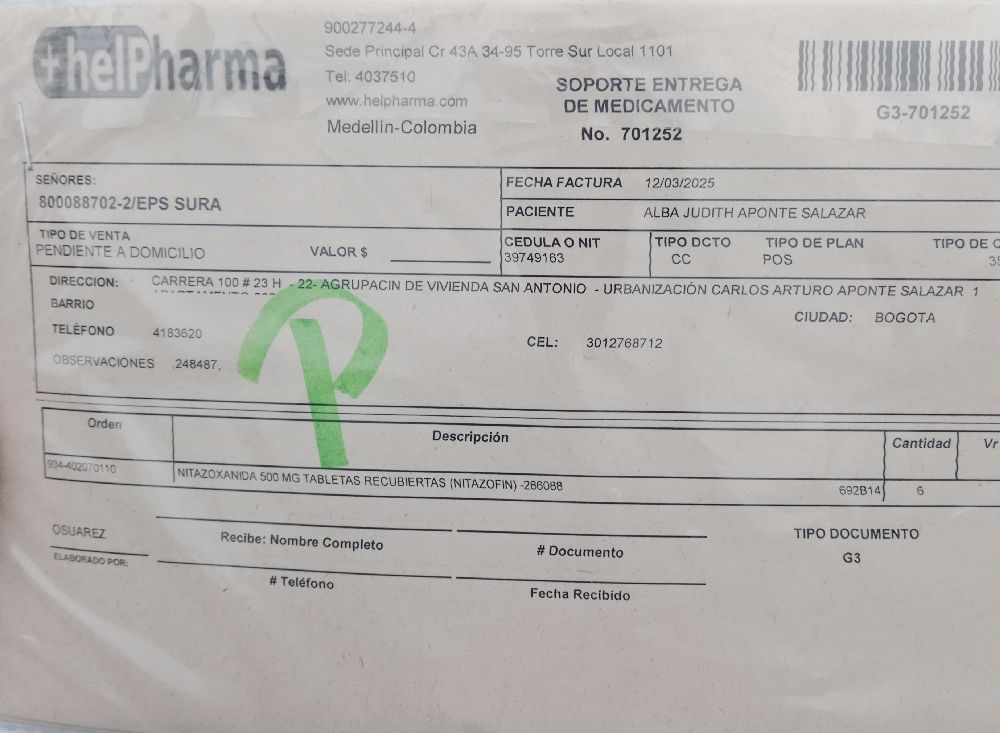 +helPharma
900277244-4
Sede Principal Cr 43A 34-95 Torre Sur Local 1101
Tel: 4037510
www.helpharma.com
Medellín-Colombia
SOPORTE ENTREGA
DE MEDICAMENTO
No. 701252
G3-701252
SEÑORES:
800088702-2/EPS SURA
FECHA FACTURA 12/03/2025
PACIENTE ALBA JUDITH APONTE SALAZAR
TIPO DE VENTA
PENDIENTE A DOMICILIO VALOR $
CEDULA O NIT TIPO DCTO TIPO DE PLAN TIPO DE
39749163 CC POS
DIRECCION: CARRERA 100 # 23 H - 22- AGRUPACIN DE VIVIENDA SAN ANTONIO - URBANIZACIÓN CARLOS ARTURO APONTE SALAZAR 1
BARRIO
CIUDAD: BOGOTA
TELÉFONO 4183620
CEL: 3012768712
OBSERVACIONES ,248487,
P
Orden Descripción Cantidad Vr
934-402070110 NITAZOXANIDA 500 MG TABLETAS RECUBIERTAS (NITAZOFIN) -266088 692B14 6
OSUAREZ
ELABORADO POR:
Recibe: Nombre Completo # Documento
# Teléfono Fecha Recibido
TIPO DOCUMENTO
G3